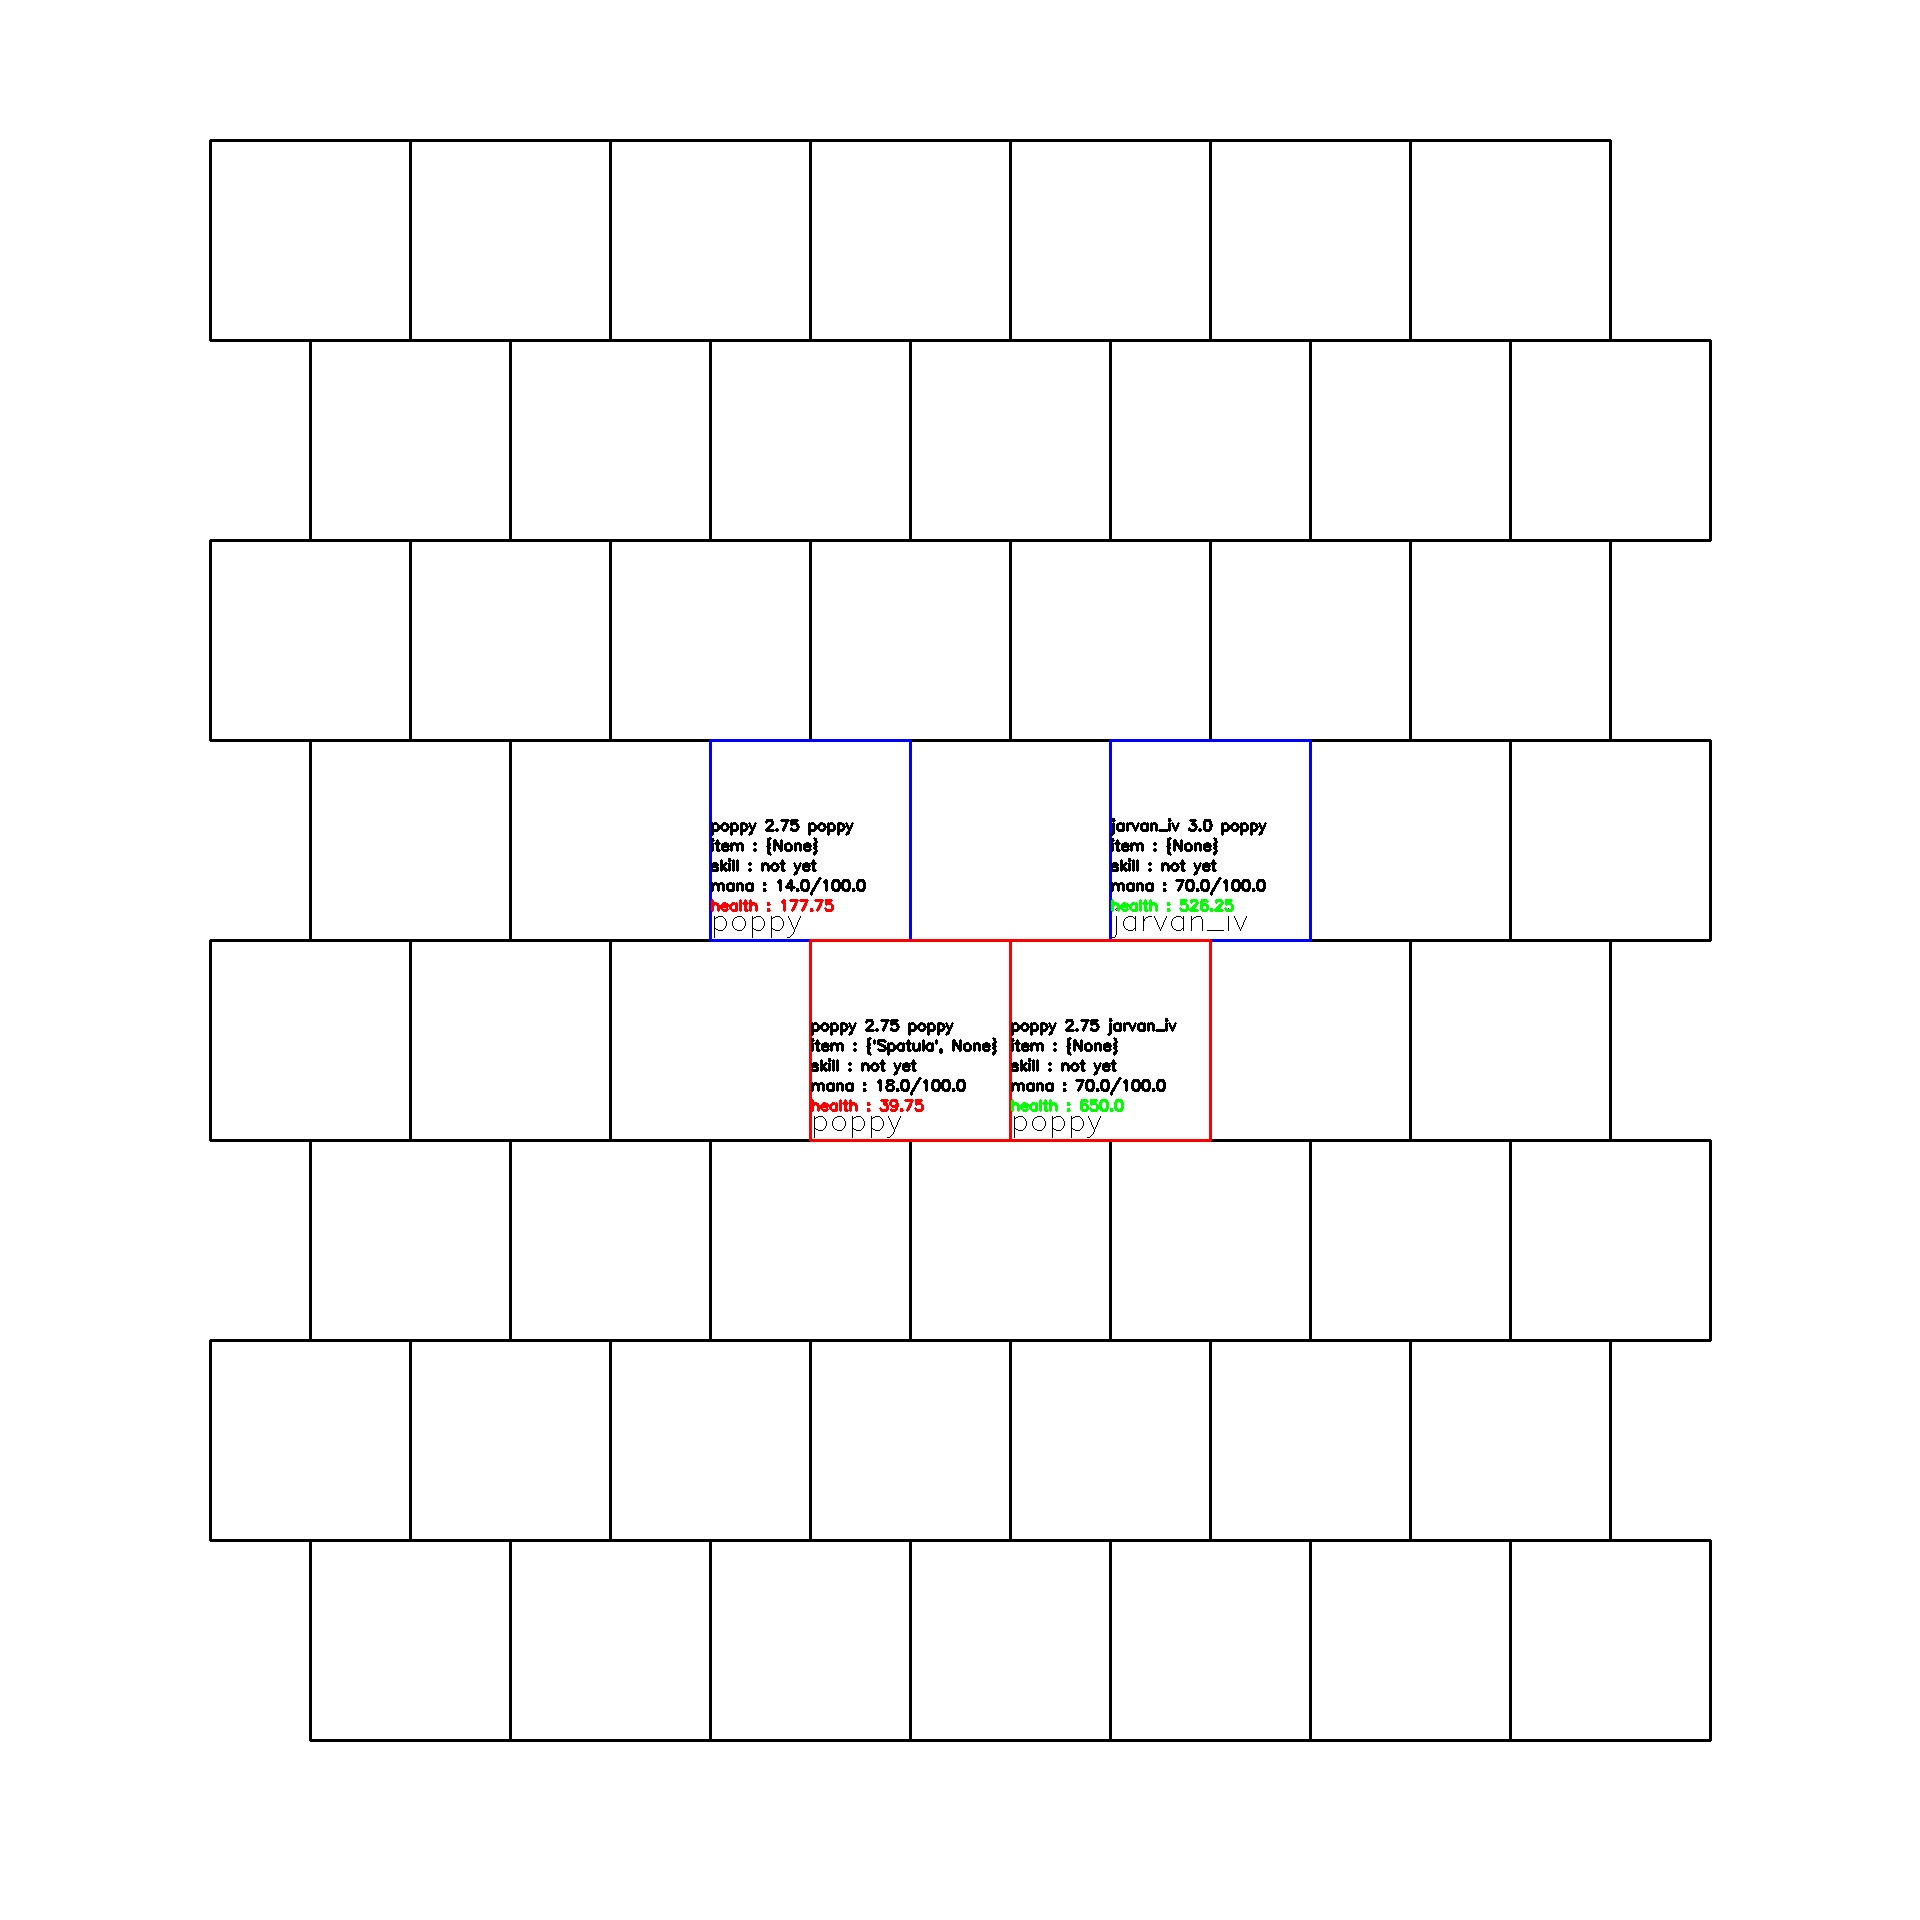 poppy 2.75 poppy
item : {None}
skill : not yet
mana : 14.0/100.0
health : 177.75
poppy
jarvan_iv 3.0 poppy
item : {None}
skill : not yet
mana : 70.0/100.0
health : 526.25
jarvan_iv
poppy 2.75 poppy
item : {'Spatula', None}
skill : not yet
mana : 18.0/100.0
health : 39.75
poppy
poppy 2.75 jarvan_iv
item : {None}
skill : not yet
mana : 70.0/100.0
health : 650.0
poppy